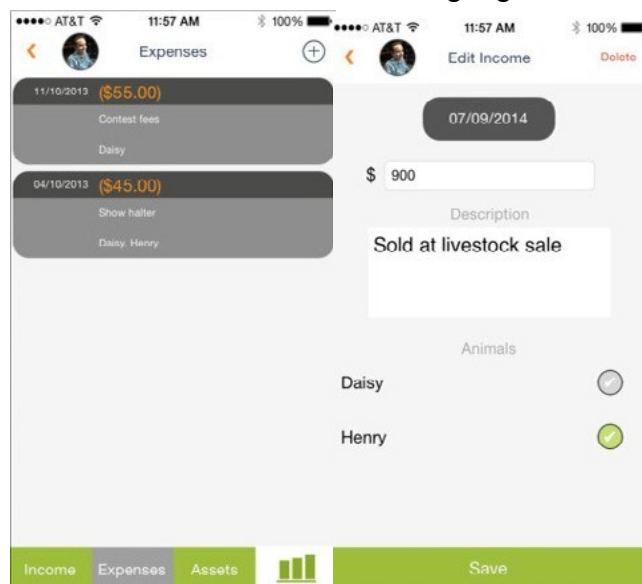 AT&T 11:57 AM 100%
Expenses
11/10/2013 ($55.00)
Contest fees
Daisy
04/10/2013 ($45.00)
Show halter
Daisy, Henry
Income Expenses Assets
AT&T 11:57 AM 100%
Edit Income Delete
07/09/2014
$ 900
Description
Sold at livestock sale
Animals
Daisy
Henry
Save